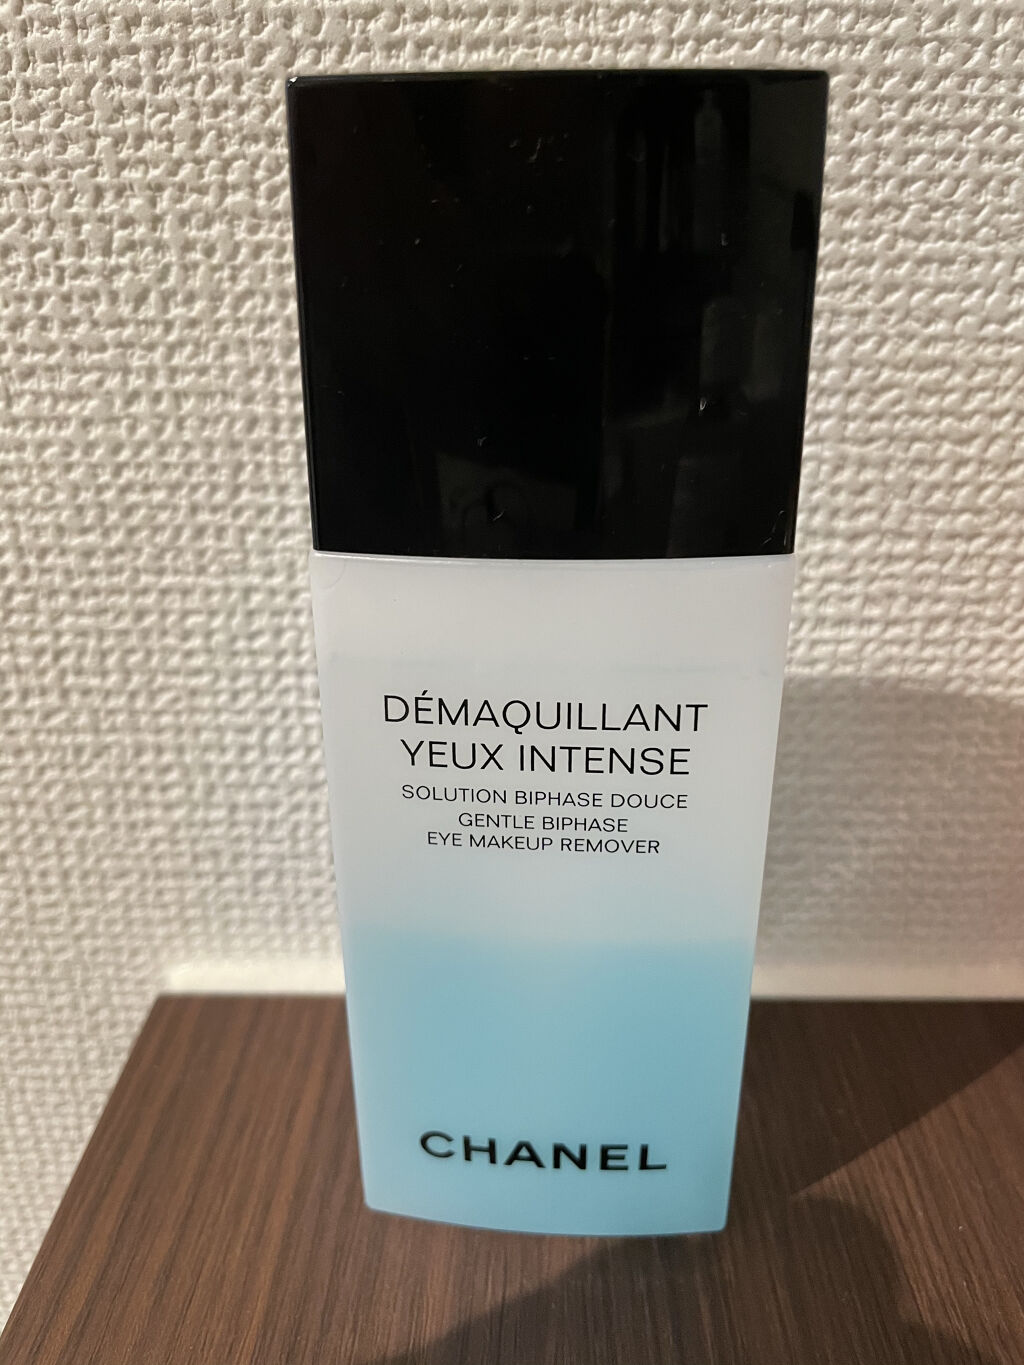 DÉMAQUILLANT
YEUX INTENSE
SOLUTION BIPHASE DOUCE
GENTLE BIPHASE
EYE MAKEUP REMOVER
CHANEL